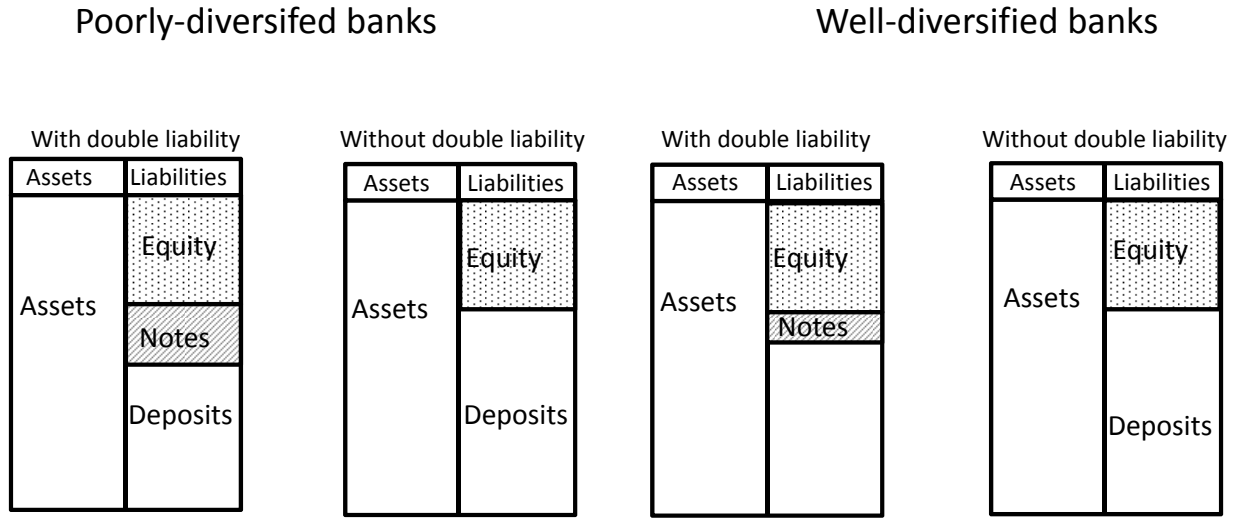 Poorly-diversifed banks
Well-diversified banks
With double liability
Assets Liabilities
Equity
Assets
Notes
Deposits
Without double liability
Assets Liabilities
Equity
Assets
Deposits
With double liability
Assets Liabilities
Equity
Assets
Notes
Without double liability
Assets Liabilities
Equity
Assets
Deposits